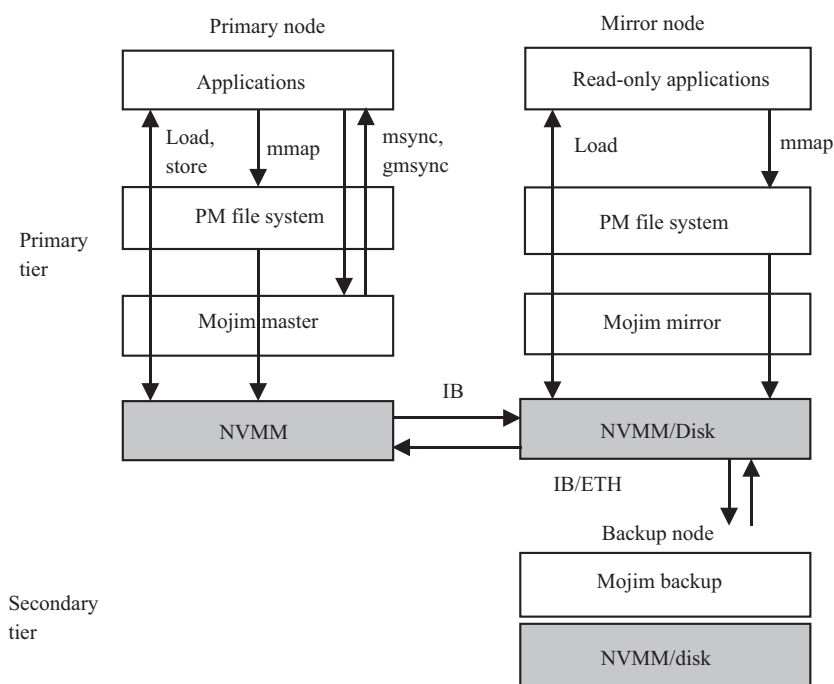 Primary node
Mirror node
Applications
Read-only applications
Load,
store
mmap
msync,
gmsync
Load
mmap
PM file system
PM file system
Primary
tier
Mojim master
Mojim mirror
IB
NVMM
NVMM/Disk
IB/ETH
Backup node
Mojim backup
Secondary
tier
NVMM/disk